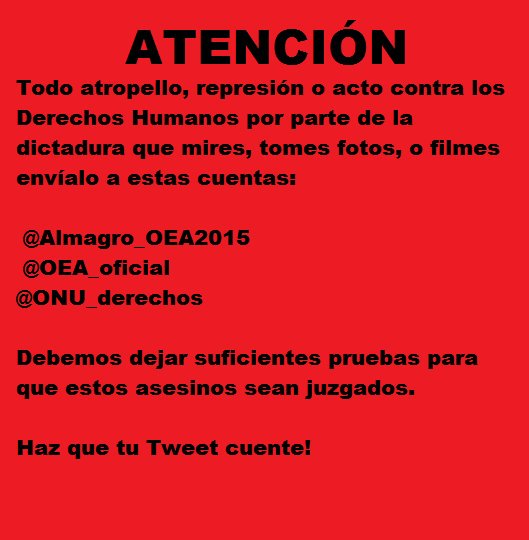 ATENCIÓN
Todo atropello, represión o acto contra los
Derechos Humanos por parte de la
dictadura que mires, tomes fotos, o filmes
envíalo a estas cuentas:
@Almagro_OEA2015
@OEA_oficial
@ONU_derechos
Debemos dejar suficientes pruebas para
que estos asesinos sean juzgados.
Haz que tu Tweet cuente!